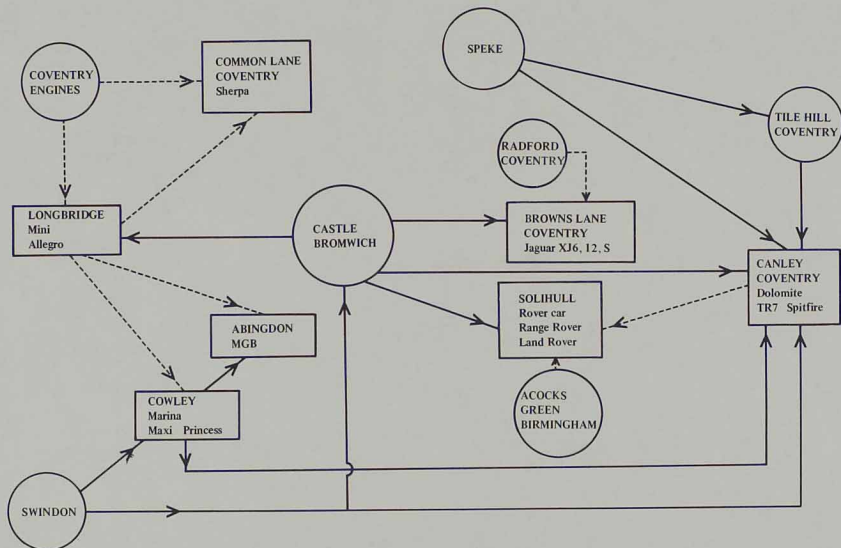 COVENTRY
ENGINES
COMMON LANE
COVENTRY
Sherpa
SPEKE
TILE HILL
COVENTRY
RADFORD
COVENTRY
LONGBRIDGE
Mini
Allegro
CASTLE
BROMWICH
BROWNS LANE
COVENTRY
Jaguar XJ6, 12, S
CANLEY
COVENTRY
Dolomite
TR7 Spitfire
SOLIHULL
Rover car
Range Rover
Land Rover
ABINGDON
MGB
ACOCKS
GREEN
BIRMINGHAM
COWLEY
Marina
Maxi Princess
SWINDON